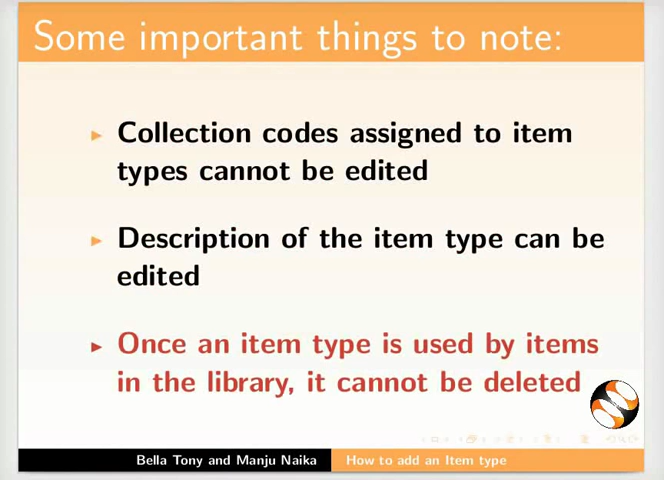 Some important things to note:
Collection codes assigned to item
types cannot be edited
Description of the item type can be
edited
Once an item type is used by items
in the library, it cannot be deleted
Bella Tony and Manju Naika
How to add an Item type